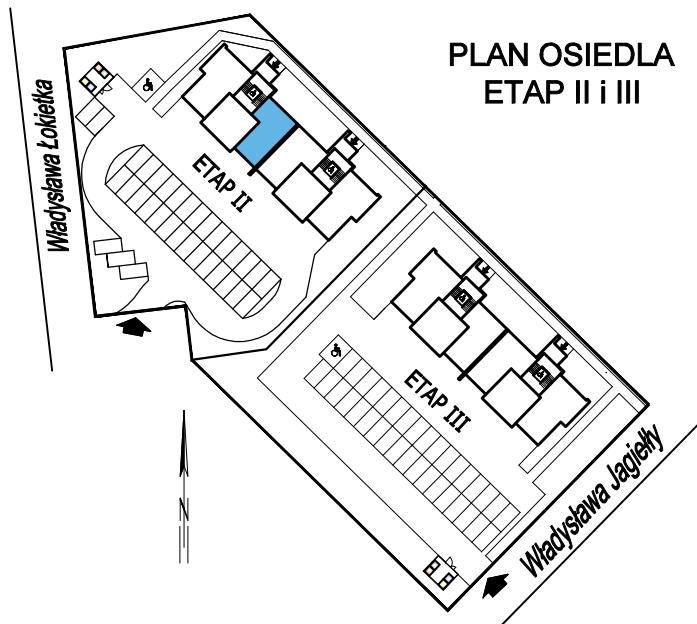 PLAN OSIEDLA
ETAP II i III
Władysława Łokietka
ETAP II
ETAP III
Władysława Jagiełły
N